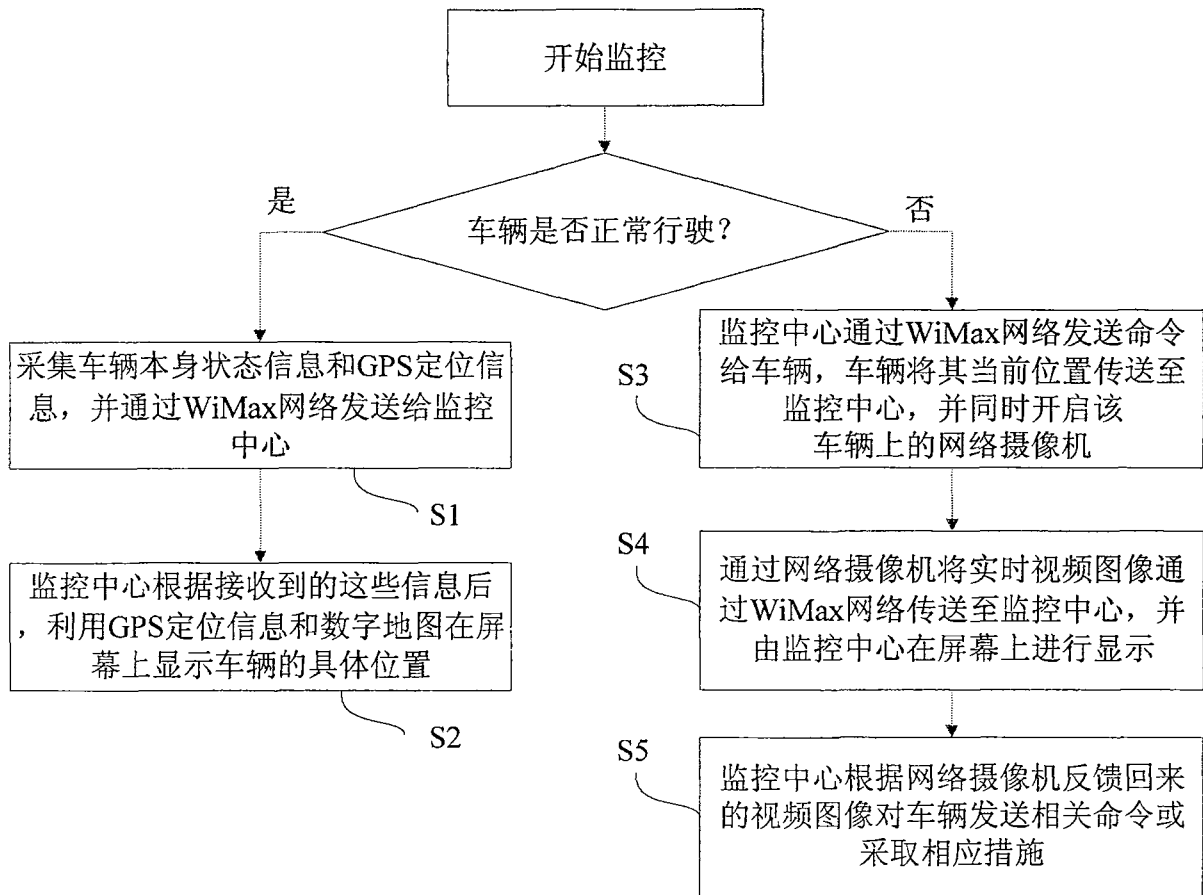 开始监控
是
车辆是否正常行驶?
否
采集车辆本身状态信息和GPS定位信
息，并通过WiMax网络发送给监控
中心
S1
监控中心根据接收到的这些信息后
，利用GPS定位信息和数字地图在屏
幕上显示车辆的具体位置
S2
S3
监控中心通过WiMax网络发送命令
给车辆，车辆将其当前位置传送至
监控中心，并同时开启该
车辆上的网络摄像机
S4
通过网络摄像机将实时视频图像通
过WiMax网络传送至监控中心，并
由监控中心在屏幕上进行显示
S5
监控中心根据网络摄像机反馈回来
的视频图像对车辆发送相关命令或
采取相应措施